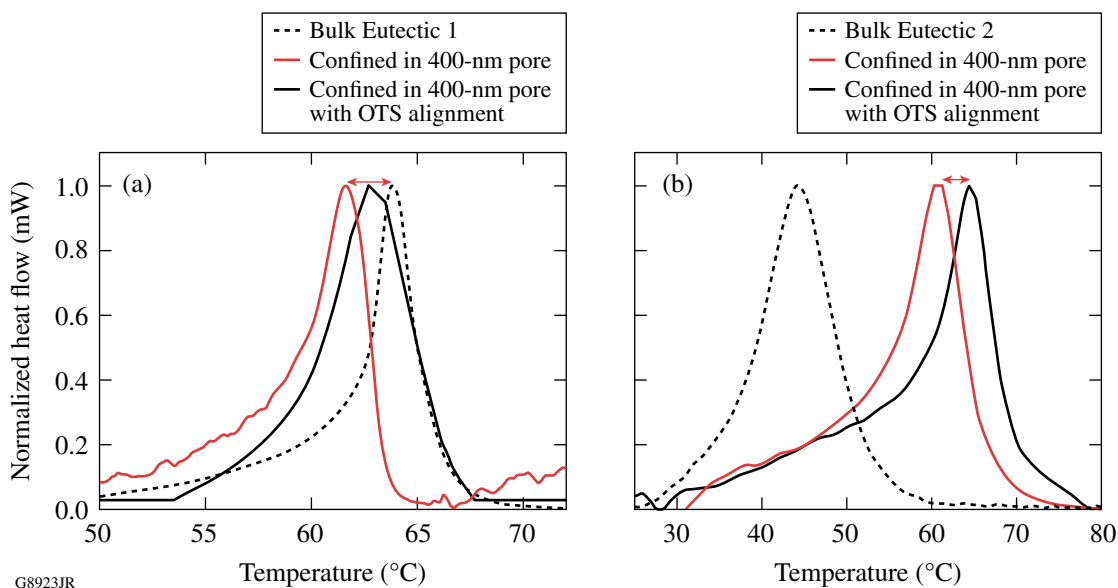 Bulk Eutectic 1
Confined in 400-nm pore
Confined in 400-nm pore
with OTS alignment
Bulk Eutectic 2
Confined in 400-nm pore
Confined in 400-nm pore
with OTS alignment
(a)
(b)
Normalized heat flow (mW)
1.0
0.8
0.6
0.4
0.2
0.0
50 55 60 65 70
30 40 50 60 70 80
Temperature (°C)
Temperature (°C)
G8923JR